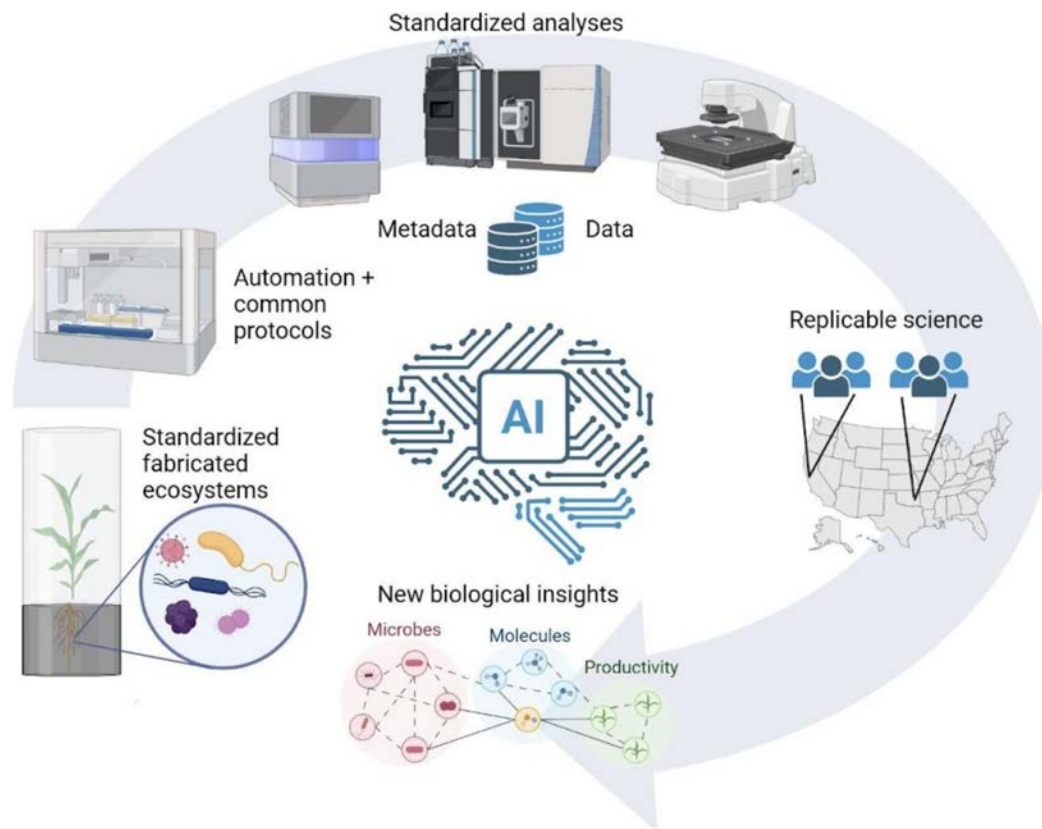 Standardized analyses
Metadata
Data
Automation +
common
protocols
Replicable science
AI
Standardized
fabricated
ecosystems
New biological insights
Microbes
Molecules
Productivity